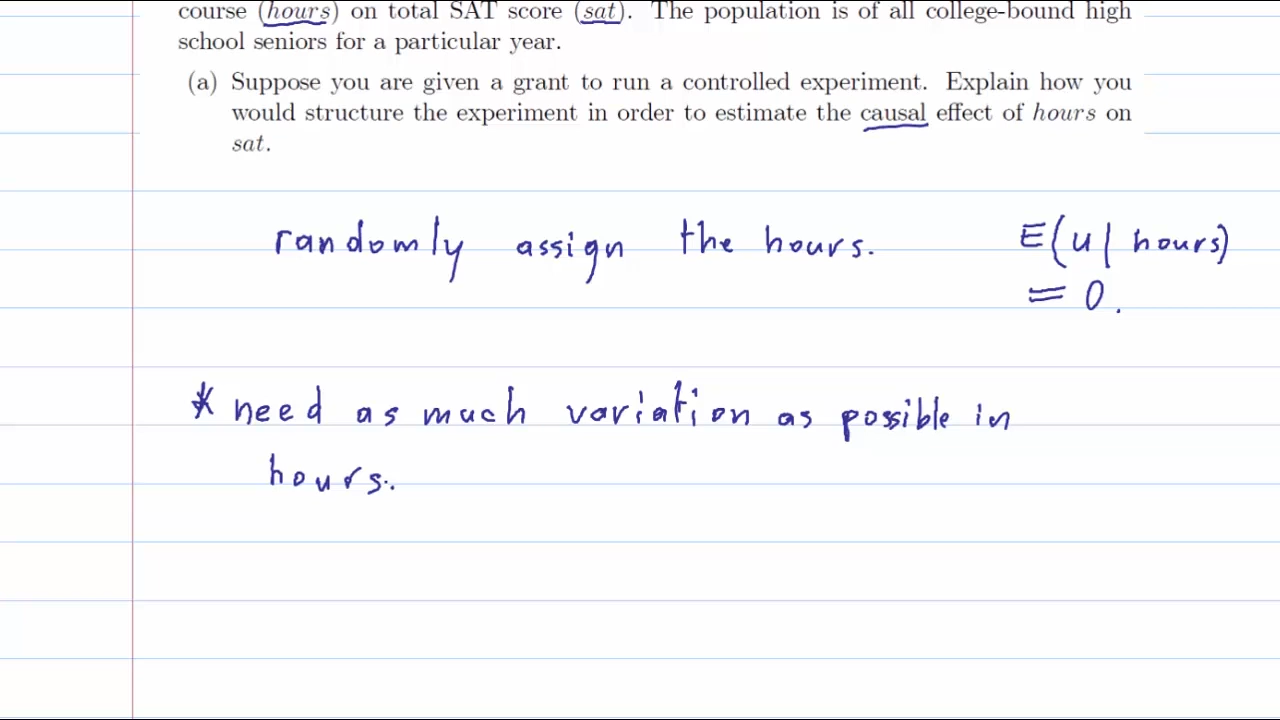 course (hours) on total SAT score (sat). The population is of all college-bound high
school seniors for a particular year.
(a) Suppose you are given a grant to run a controlled experiment. Explain how you
would structure the experiment in order to estimate the causal effect of hours on
sat.
randomly assign the hours. E(u| hours)
= 0.
* need as much variation as possible in
hours.